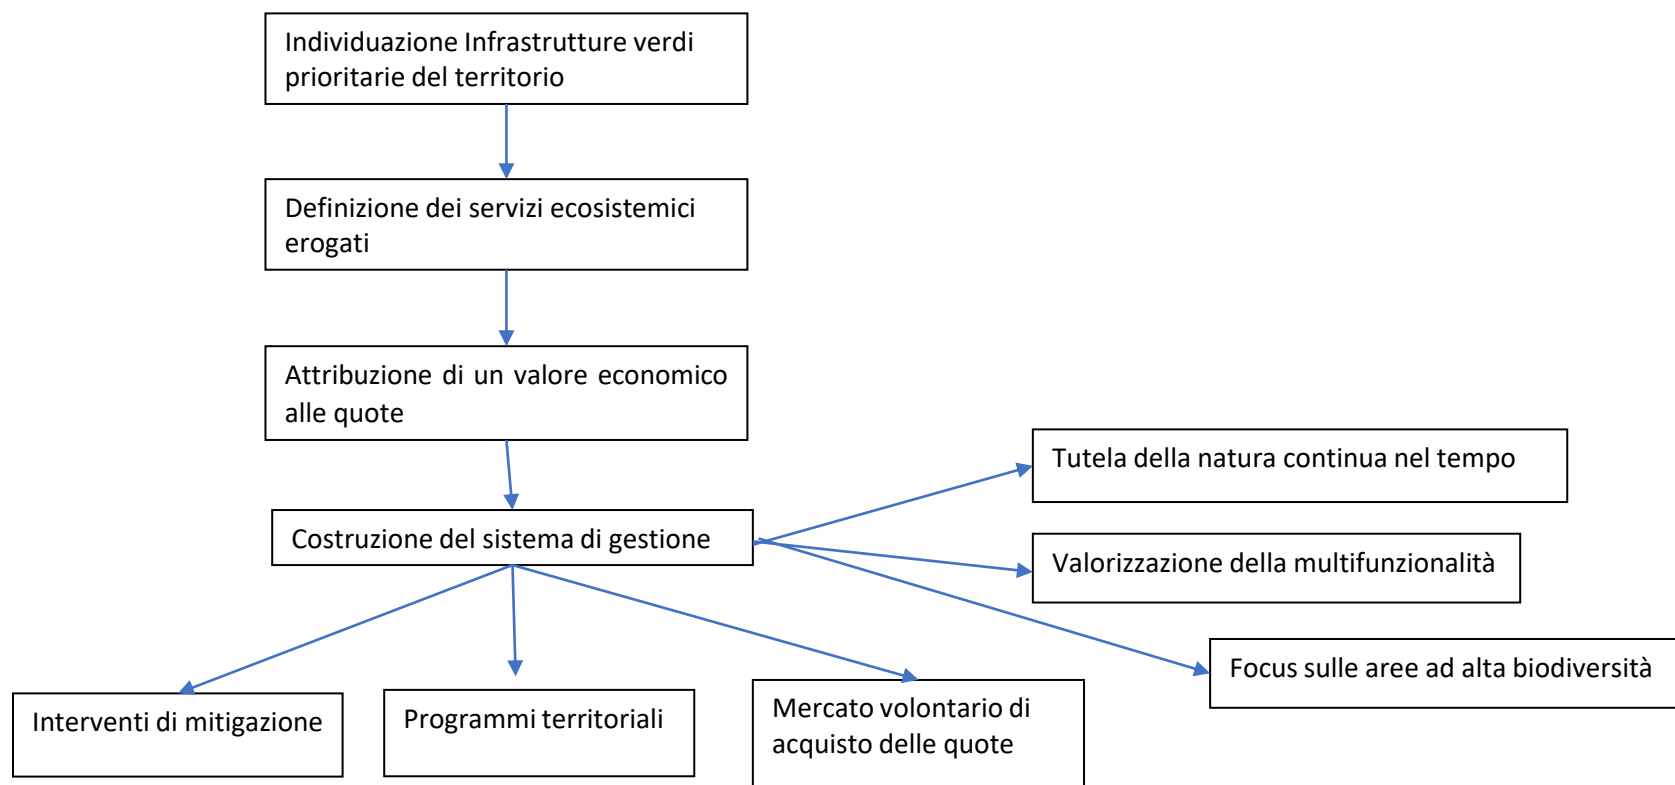 Individuazione Infrastrutture verdi
prioritarie del territorio
Definizione dei servizi ecosistemici
erogati
Attribuzione di un valore economico
alle quote
Tutela della natura continua nel tempo
Costruzione del sistema di gestione
Valorizzazione della multifunzionalità
Focus sulle aree ad alta biodiversità
Interventi di mitigazione
Programmi territoriali
Mercato volontario di
acquisto delle quote